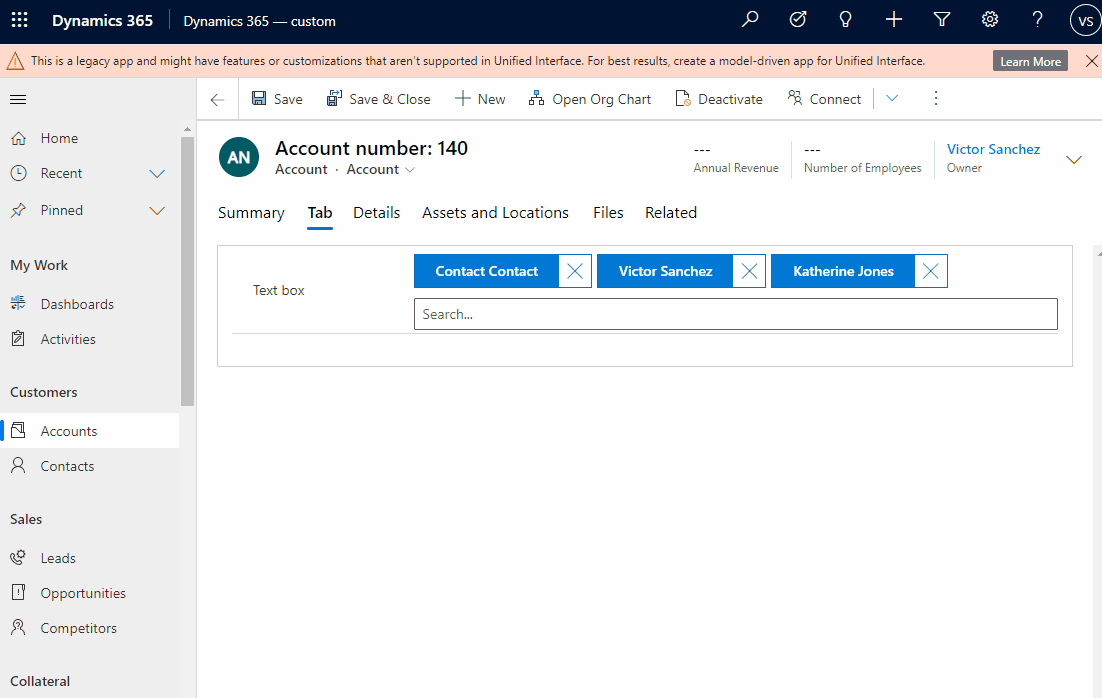 Dynamics 365 Dynamics 365 — custom VS
This is a legacy app and might have features or customizations that aren't supported in Unified Interface. For best results, create a model-driven app for Unified Interface. Learn More
Save Save & Close New Open Org Chart Deactivate Connect
Home
Recent
Pinned
My Work
Dashboards
Activities
Customers
Accounts
Contacts
Sales
Leads
Opportunities
Competitors
Collateral
AN
Account number: 140
Account · Account
---
Annual Revenue
---
Number of Employees
Victor Sanchez
Owner
Summary Tab Details Assets and Locations Files Related
Text box
Contact Contact Victor Sanchez Katherine Jones
Search...